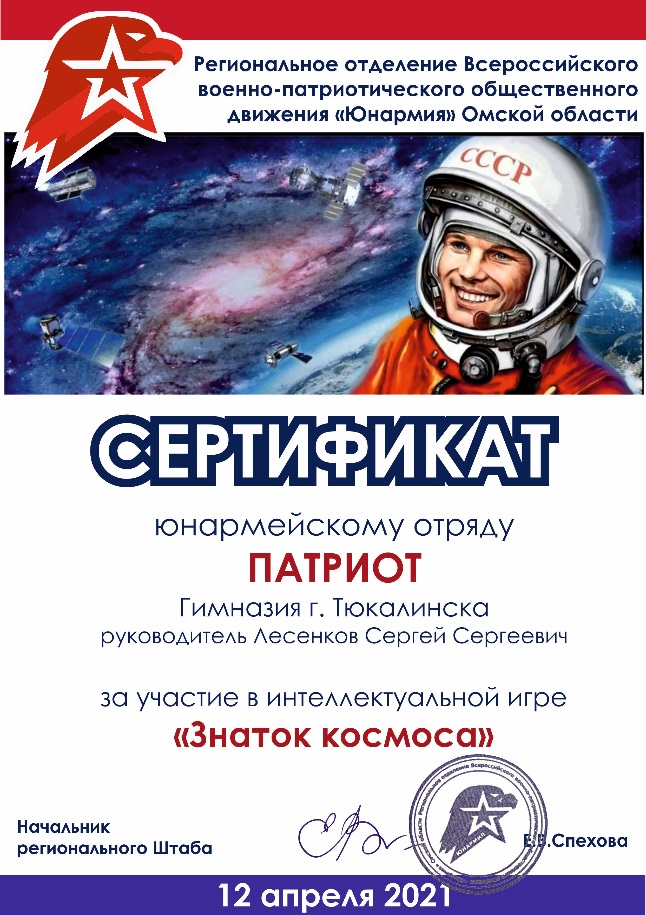 Региональное отделение Всероссийского
военно-патриотического общественного
движения «Юнармия» Омской области
СССР
СЕРТИФИКАТ
юнармейскому отряду
ПАТРИОТ
Гимназия г. Тюкалинска
руководитель Лесенков Сергей Сергеевич
за участие в интеллектуальной игре
«Знаток космоса»
Начальник
регионального Штаба
ЮНАРМИЯ
Е.В.Спехова
12 апреля 2021